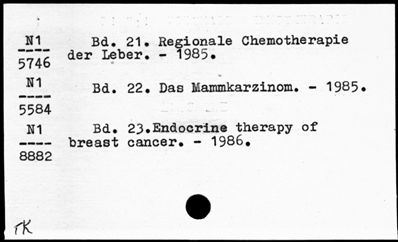 N1 Bd. 21. Regionale Chemotherapie
----
5746 der Leber. - 1985.
N1 Bd. 22. Das Mammkarzinom. - 1985.
----
5584
N1 Bd. 23.Endocrine therapy of
----
8882 breast cancer. - 1986.
TK